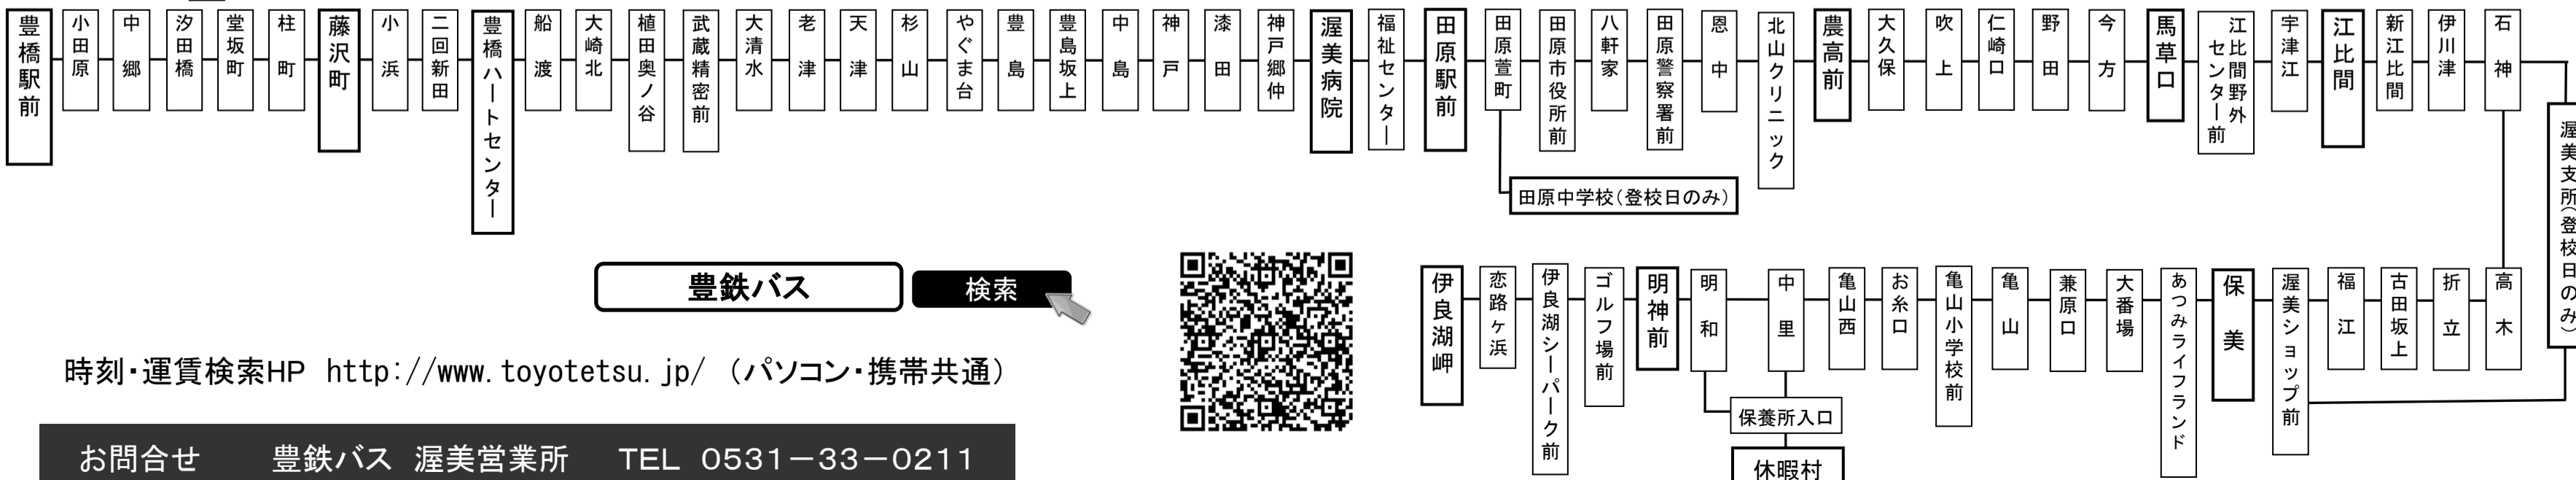 豊橋駅前
小田原
中郷
汐田橋
堂坂町
柱町
藤沢町
小浜
二回新田
豊橋ハートセンター
船渡
大崎北
植田奥ノ谷
武蔵精密前
大清水
老津
天津
杉山
やぐま台
豊島
豊島坂上
中島
神戸
漆田
神戸郷仲
渥美病院
福祉センター
田原駅前
田原萱町
田原市役所前
八軒家
田原警察署前
恩中
北山クリニック
農高前
大久保
吹上
仁崎口
野田
今方
馬草口
江比間野外
センター前
宇津江
江比間
新江比間
伊川津
石神
渥美支所(登校日のみ)
田原中学校(登校日のみ)
伊良湖岬
恋路ヶ浜
伊良湖シーパーク前
ゴルフ場前
明神前
明和
中里
亀山西
お糸口
亀山小学校前
亀山
兼原口
大番場
あつみライフランド
保美
渥美ショップ前
福江
古田坂上
折立
高木
保養所入口
休暇村
豊鉄バス
検索
時刻・運賃検索HP http://www.toyotetsu.jp/ (パソコン・携帯共通)
お問合せ 豊鉄バス 渥美営業所 TEL 0531－33－0211